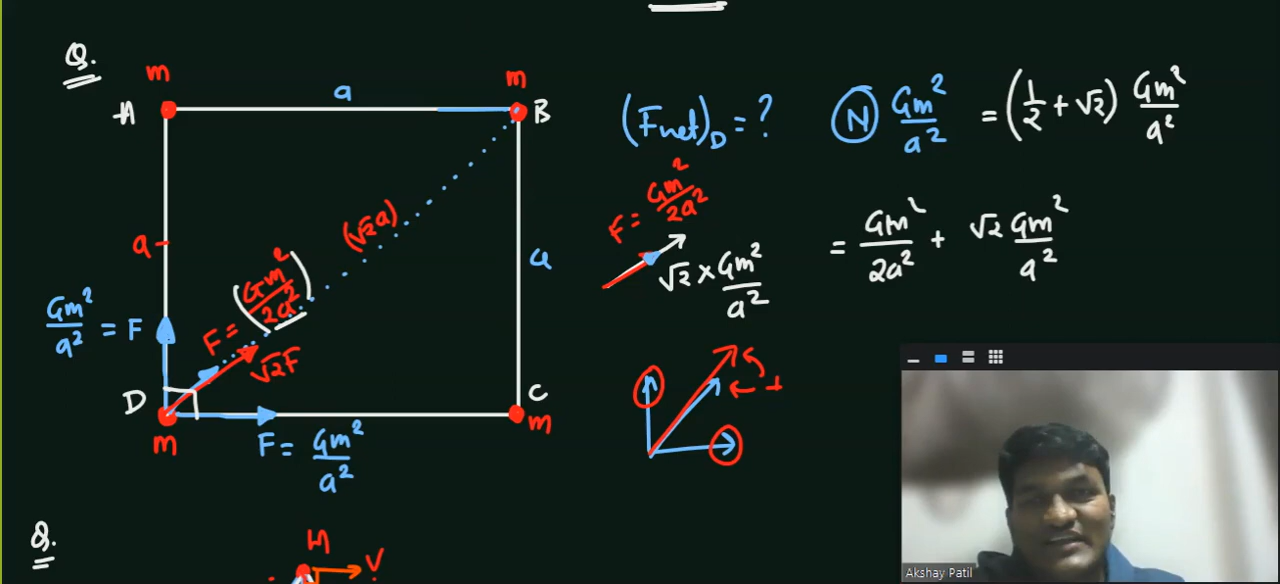 Q.
m
m
A
a
B
(Fnet)_D = ?
N Gm²/a² = (1/2 + √2) Gm²/a²
F = Gm²/2a²
√2 × Gm²/a²
= Gm²/2a² + √2 Gm²/a²
a
(√2a)
a
Gm²/a² = F
F = (Gm²/2a²)
√2F
D
C
m
m
F = Gm²/a²
+
Q.
M
V
Akshay Patil